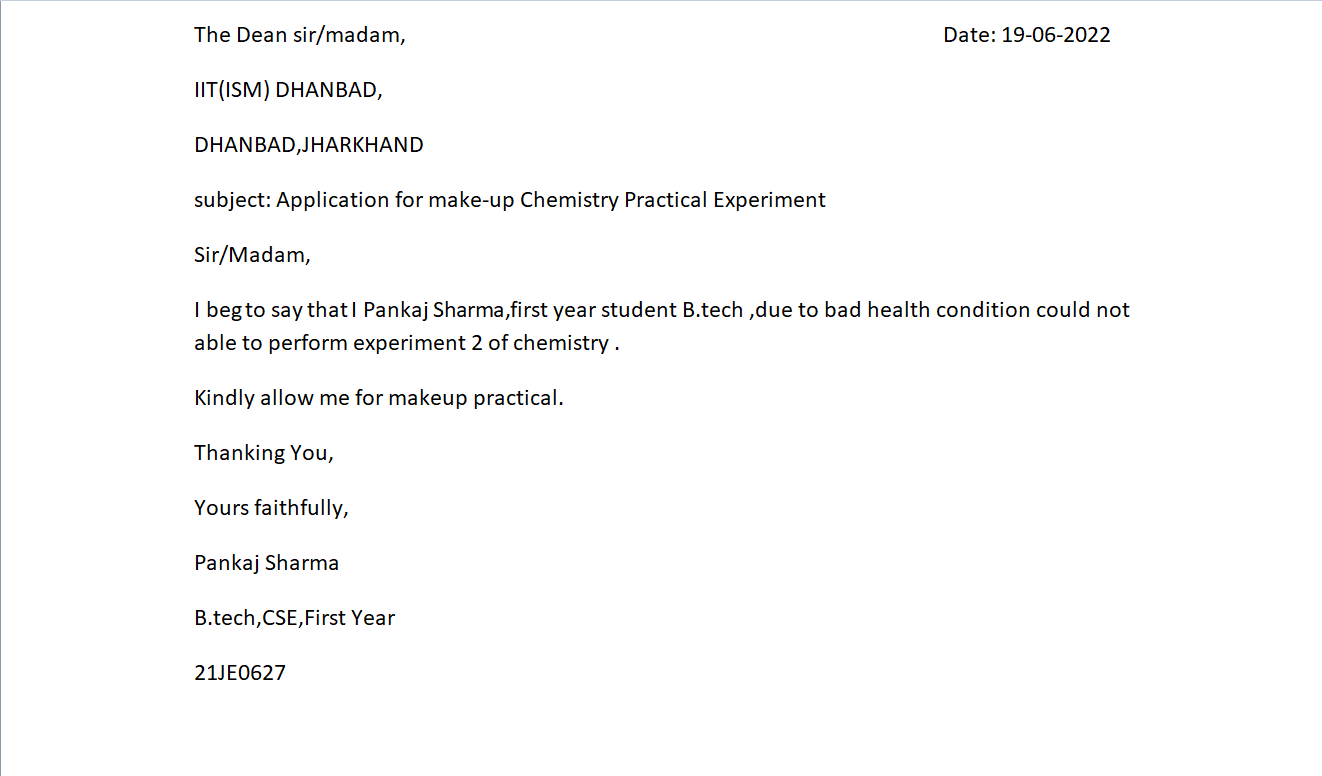 The Dean sir/madam, Date: 19-06-2022
IIT(ISM) DHANBAD,
DHANBAD,JHARKHAND
subject: Application for make-up Chemistry Practical Experiment
Sir/Madam,
I beg to say that I Pankaj Sharma,first year student B.tech ,due to bad health condition could not
able to perform experiment 2 of chemistry .
Kindly allow me for makeup practical.
Thanking You,
Yours faithfully,
Pankaj Sharma
B.tech,CSE,First Year
21JE0627